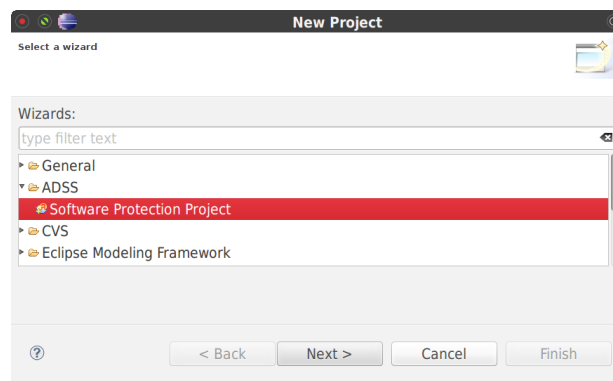 New Project
Select a wizard
Wizards:
type filter text
General
ADSS
Software Protection Project
CVS
Eclipse Modeling Framework
? < Back Next > Cancel Finish